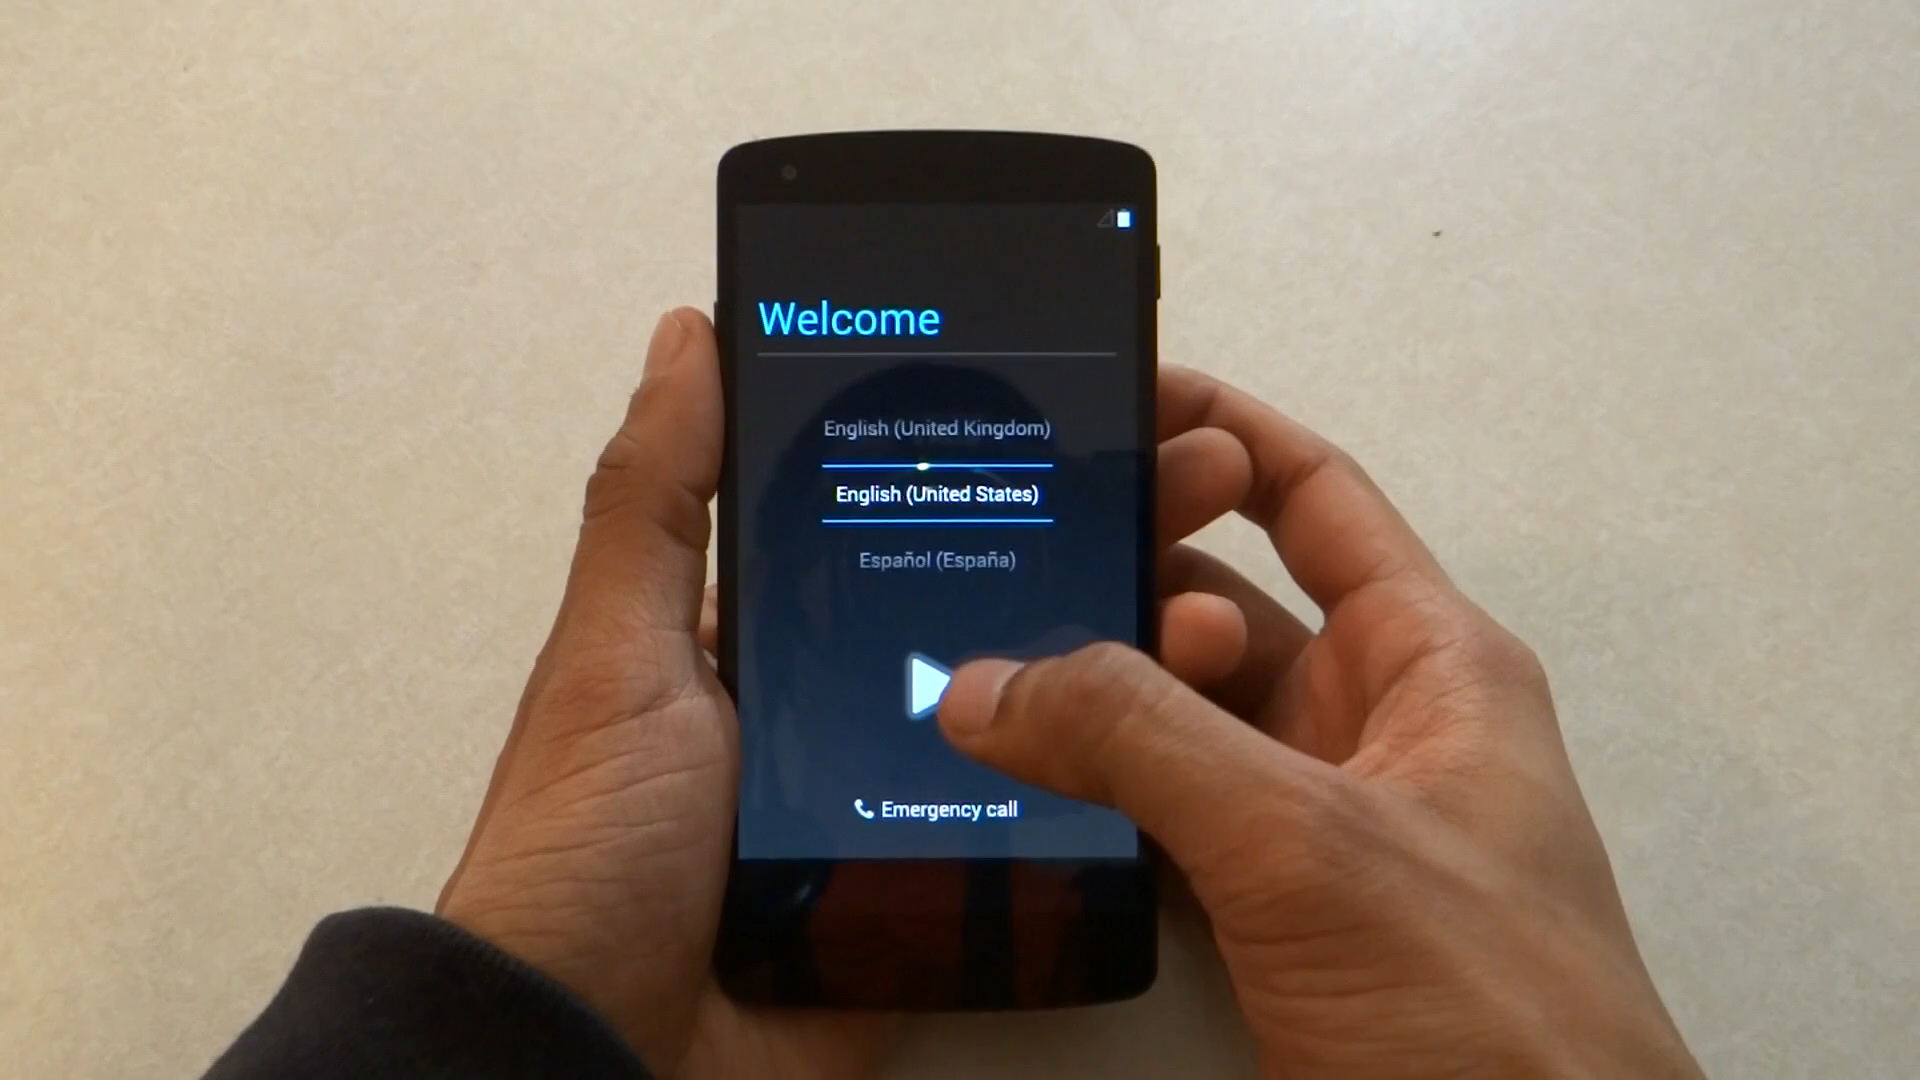 Welcome
English (United Kingdom)
English (United States)
Español (España)
Emergency call